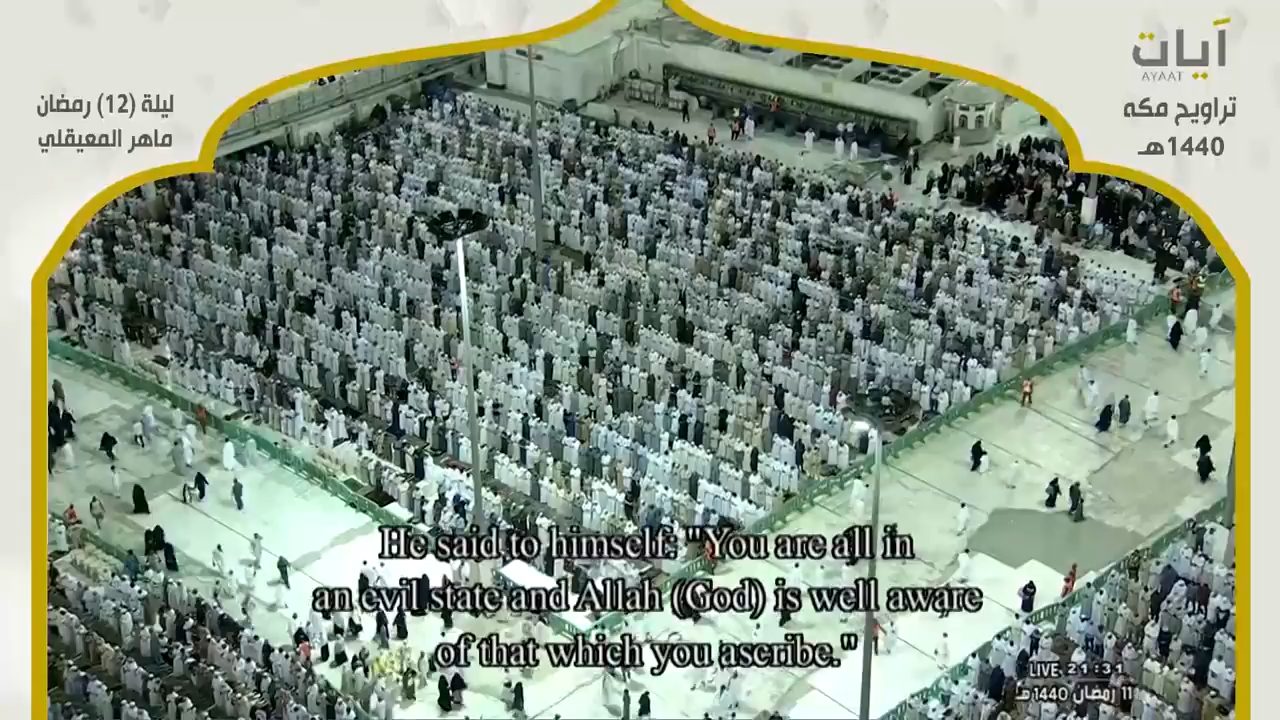 آيات
AYAAT
تراويح مكه
1440هـ
ليلة (12) رمضان
ماهر المعيقلي
He said to himself: "You are all in
an evil state and Allah (God) is well aware
of that which you ascribe."
LIVE 21:31
11 رمضان 1440هـ